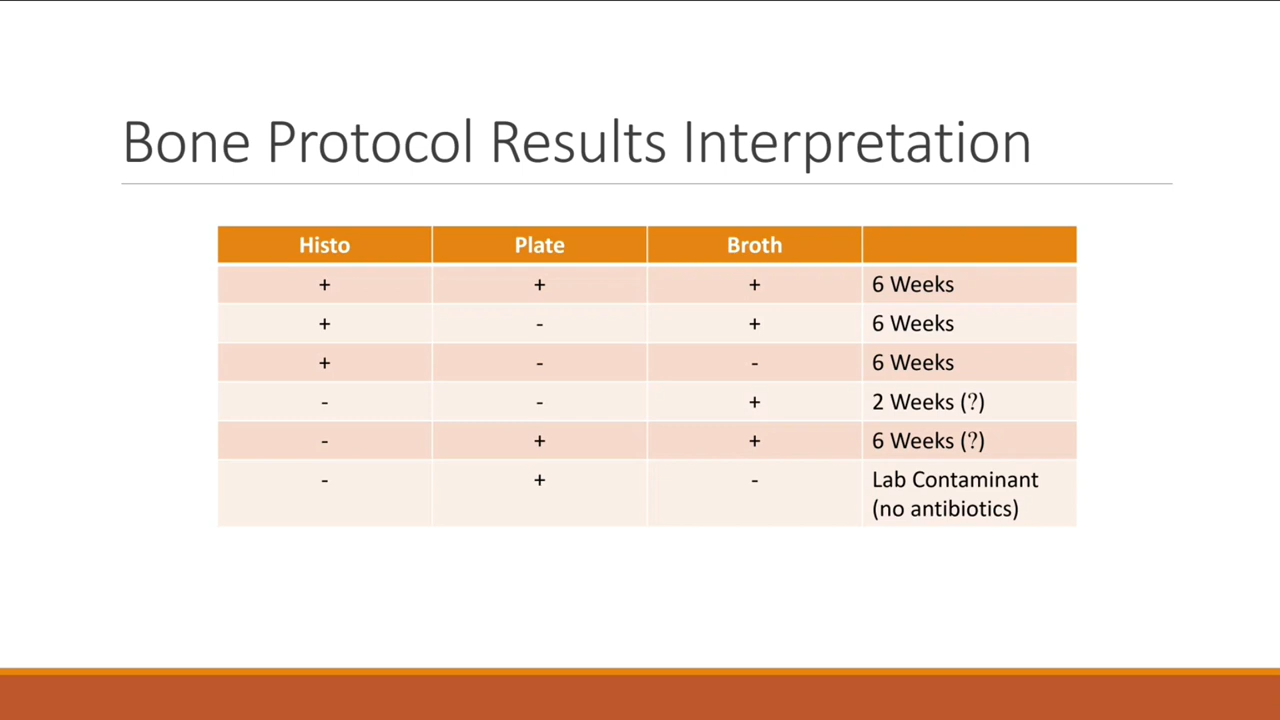 Bone Protocol Results Interpretation
Histo Plate Broth
+ + + 6 Weeks
+ - + 6 Weeks
+ - - 6 Weeks
- - + 2 Weeks (?)
- + + 6 Weeks (?)
- + - Lab Contaminant
(no antibiotics)